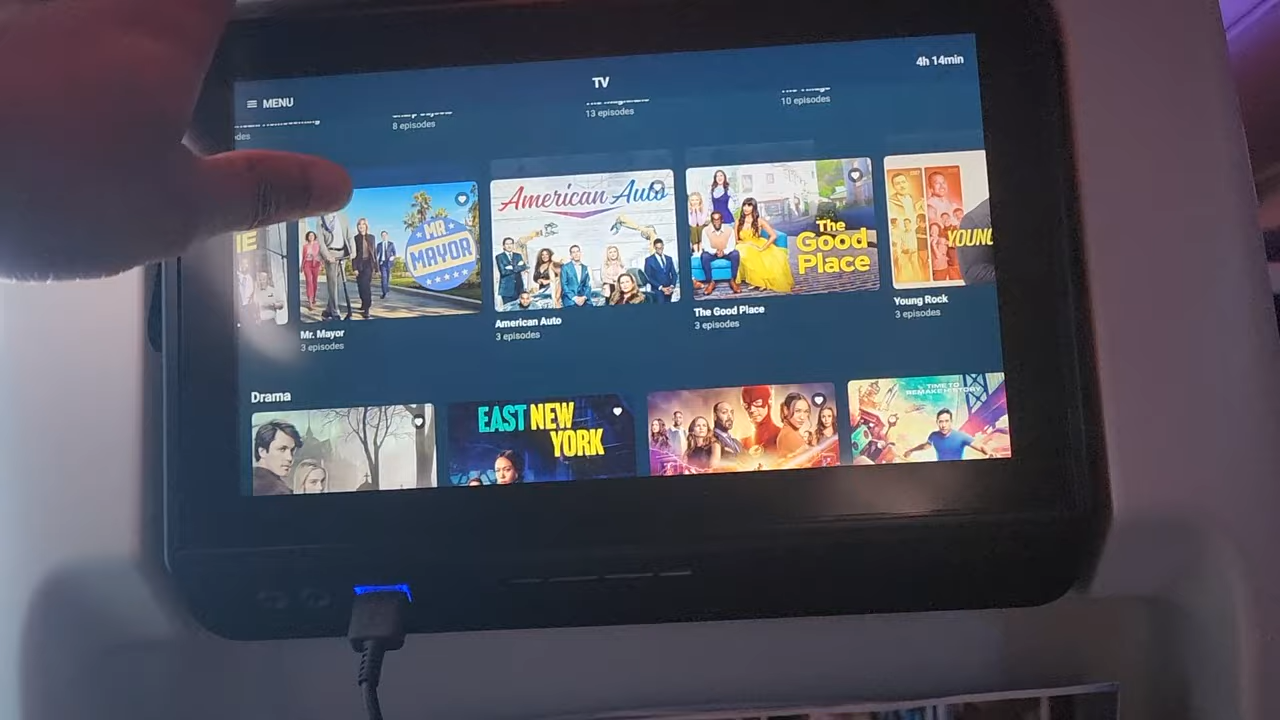 4h 14min
TV
MENU
8 episodes
13 episodes
10 episodes
MR.
MAYOR
American Auto
The
Good
Place
YOUNG
Mr. Mayor
3 episodes
American Auto
3 episodes
The Good Place
3 episodes
Young Rock
3 episodes
Drama
EAST NEW
YORK
TIME TO
REMAKE HISTORY